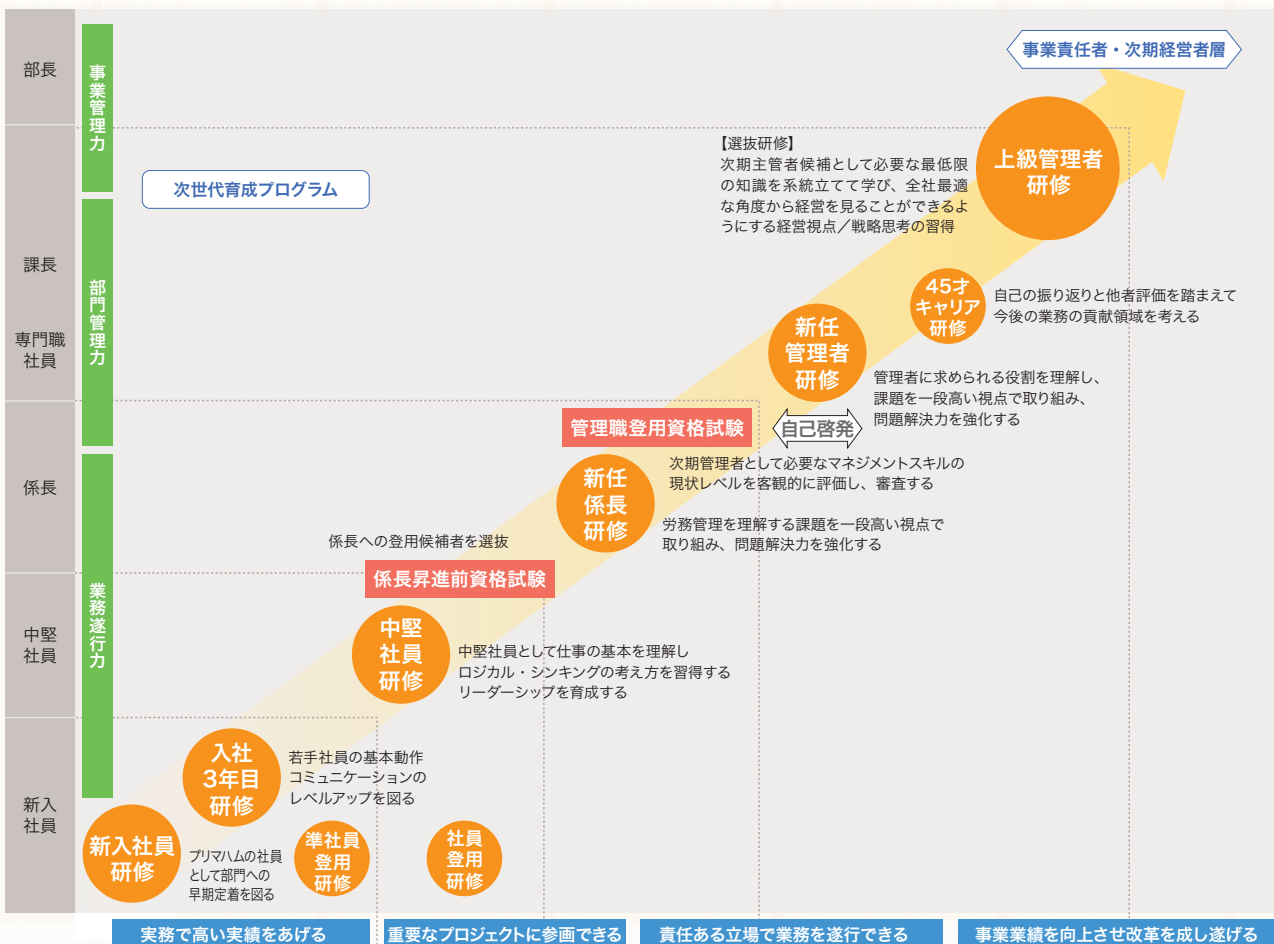 事業責任者・次期経営者層
部長
事業管理力
【選抜研修】
次期主管者候補として必要な最低限
の知識を系統立てて学び、全社最適
な角度から経営を見ることができるよ
うにする経営視点／戦略思考の習得
上級管理者
研修
次世代育成プログラム
課長
専門職
社員
部門管理力
45才
キャリア
研修
自己の振り返りと他者評価を踏まえて
今後の業務の貢献領域を考える
新任
管理者
研修
管理者に求められる役割を理解し、
課題を一段高い視点で取り組み、
問題解決力を強化する
管理職登用資格試験
自己啓発
係長
新任
係長
研修
次期管理者として必要なマネジメントスキルの
現状レベルを客観的に評価し、審査する
労務管理を理解する課題を一段高い視点で
取り組み、問題解決力を強化する
係長への登用候補者を選抜
係長昇進前資格試験
業務遂行力
中堅
社員
中堅
社員
研修
中堅社員として仕事の基本を理解し
ロジカル・シンキングの考え方を習得する
リーダーシップを育成する
入社
3年目
研修
若手社員の基本動作
コミュニケーションの
レベルアップを図る
新入
社員
新入社員
研修
プリマハムの社員
として部門への
早期定着を図る
準社員
登用
研修
社員
登用
研修
実務で高い実績をあげる
重要なプロジェクトに参画できる
責任ある立場で業務を遂行できる
事業業績を向上させ改革を成し遂げる